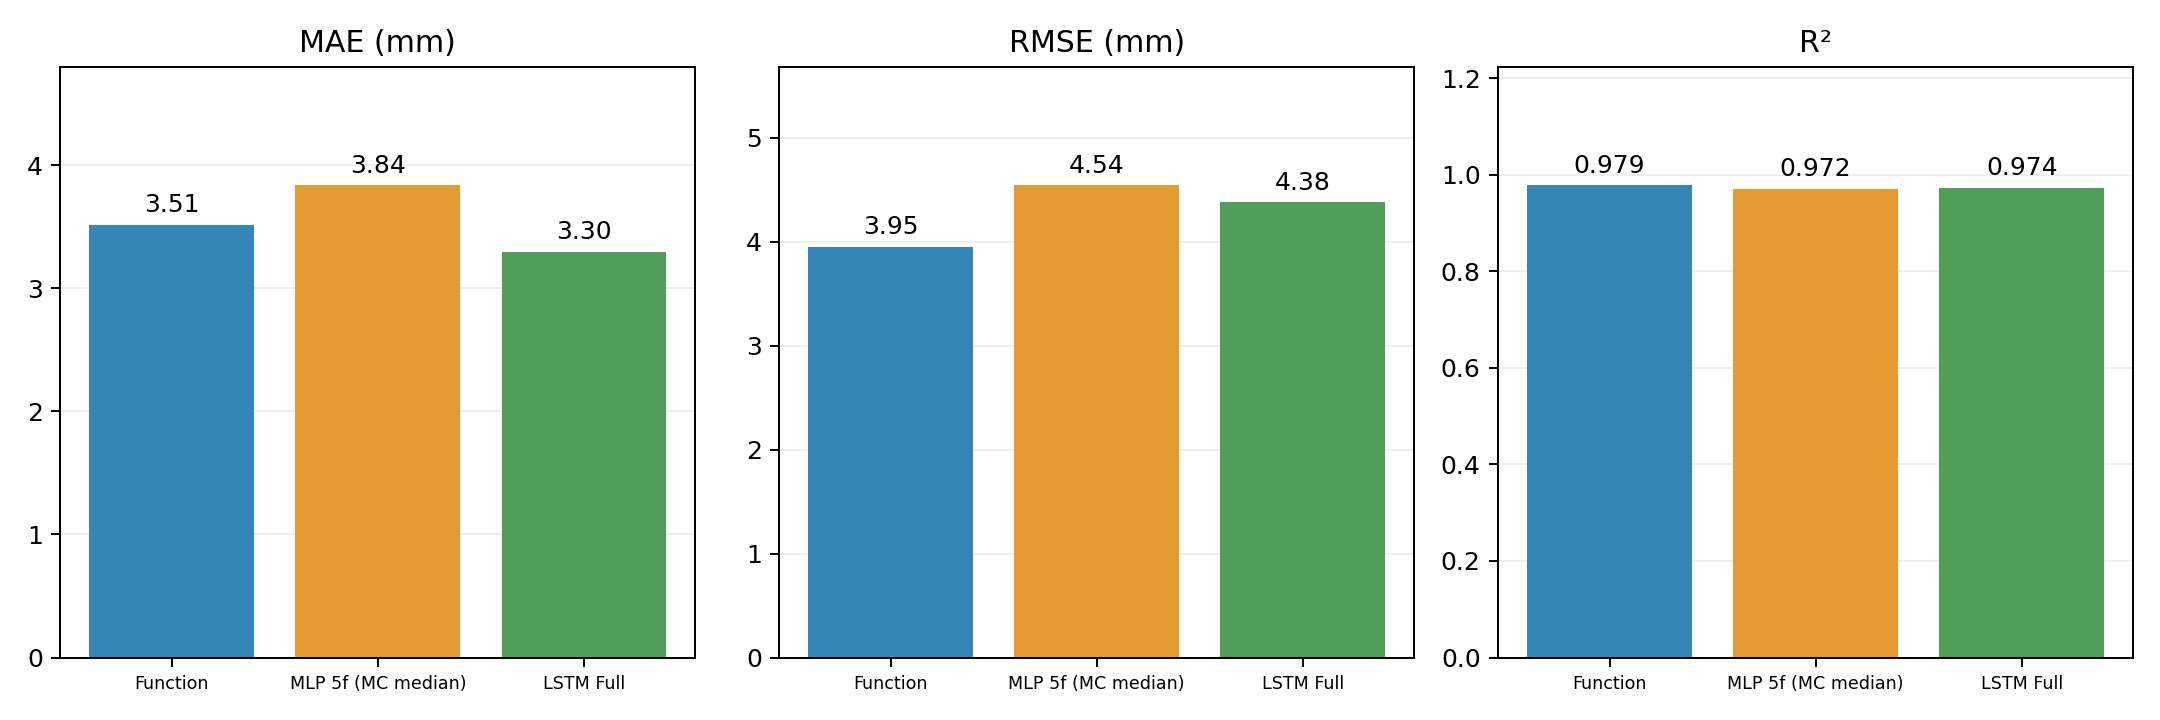 MAE (mm)
4
3
2
1
0
3.51
3.84
3.30
Function
MLP 5f (MC median)
LSTM Full
RMSE (mm)
5
4
3
2
1
0
3.95
4.54
4.38
Function
MLP 5f (MC median)
LSTM Full
R²
1.2
1.0
0.8
0.6
0.4
0.2
0.0
0.979
0.972
0.974
Function
MLP 5f (MC median)
LSTM Full